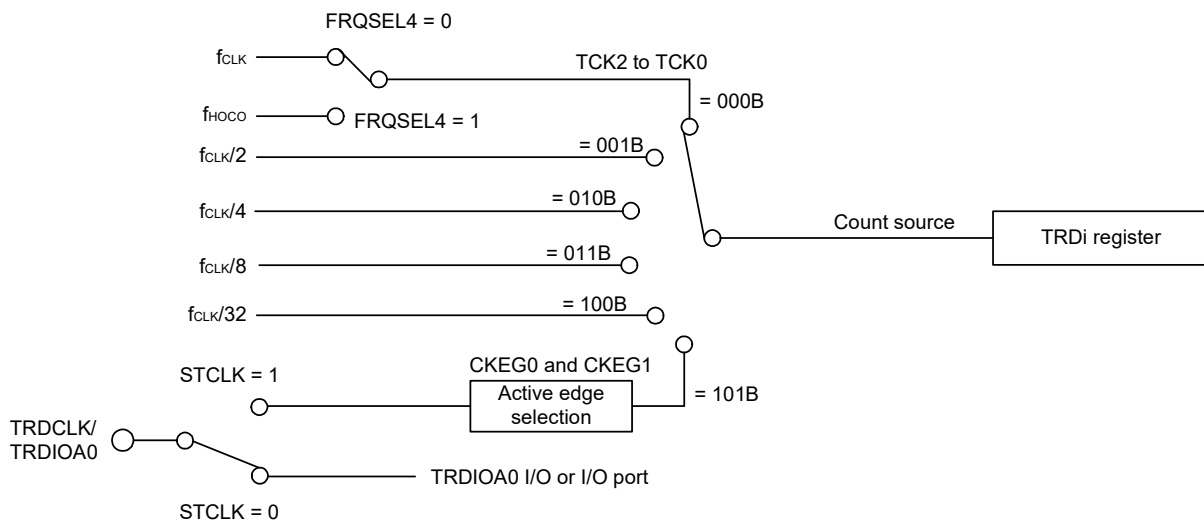 FRQSEL4 = 0
fCLK
TCK2 to TCK0
= 000B
fHOCO
FRQSEL4 = 1
fCLK/2
= 001B
fCLK/4
= 010B
Count source
TRDi register
fCLK/8
= 011B
fCLK/32
= 100B
CKEG0 and CKEG1
STCLK = 1
Active edge
selection
= 101B
TRDCLK/
TRDIOA0
TRDIOA0 I/O or I/O port
STCLK = 0